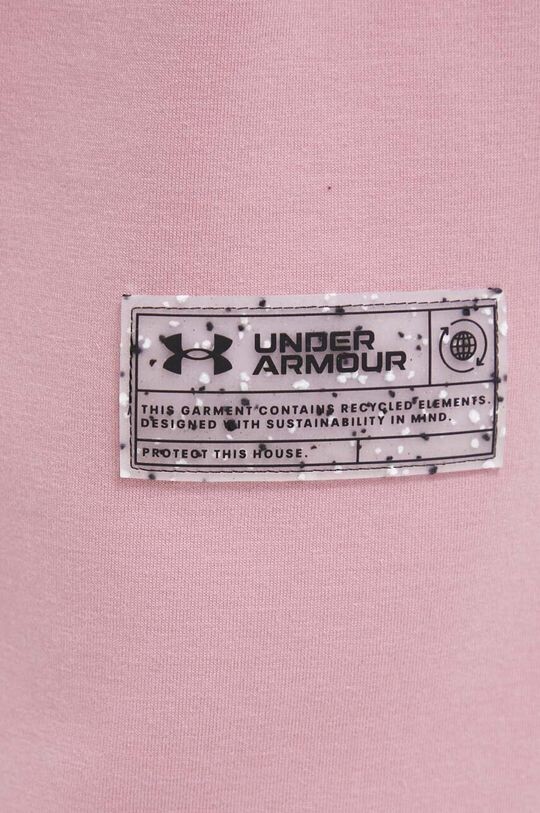 UNDER
ARMOUR
THIS GARMENT CONTAINS RECYCLED ELEMENTS.
DESIGNED WITH SUSTAINABILITY IN MIND.
PROTECT THIS HOUSE.